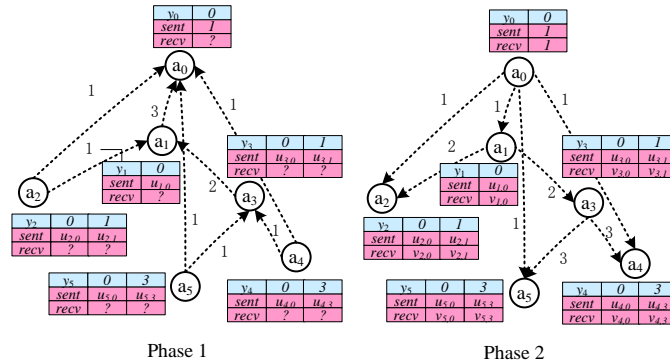 y0 0
sent 1
recv ?
a0
1
1
3
1
a1
y3 0 1
sent u3.0 u3.1
recv ? ?
y1 0
sent u1.0
recv ?
a2
2
a3
y2 0 1
sent u2.0 u2.1
recv ? ?
1
1
1
a4
y5 0 3
sent u5.0 u5.3
recv ? ?
a5
y4 0 3
sent u4.0 u4.3
recv ? ?
Phase 1
y0 0
sent 1
recv 1
a0
1
1
1
a1
2
y3 0 1
sent u3.0 u3.1
recv v3.0 v3.1
y1 0
sent u1.0
recv v1.0
a2
2
a3
1
y2 0 1
sent u2.0 u2.1
recv v2.0 v2.1
3
3
a4
y5 0 3
sent u5.0 u5.3
recv v5.0 v5.3
a5
y4 0 3
sent u4.0 u4.3
recv v4.0 v4.3
Phase 2